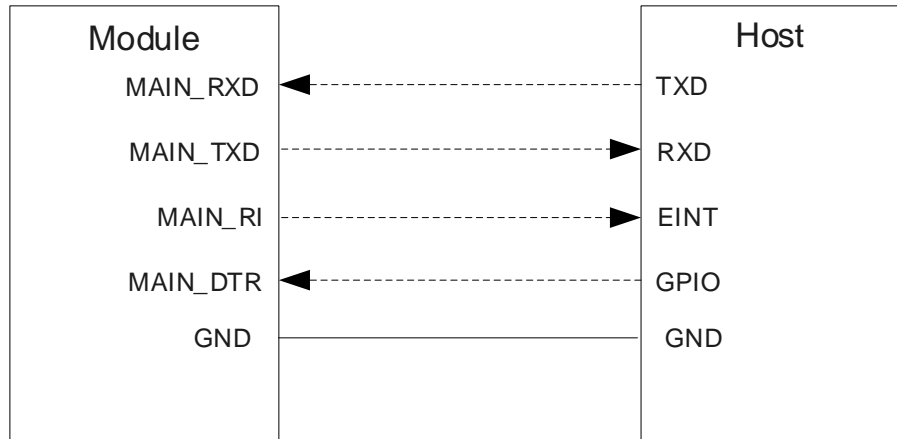 Module Host
MAIN_RXD TXD
MAIN_TXD RXD
MAIN_RI EINT
MAIN_DTR GPIO
GND GND